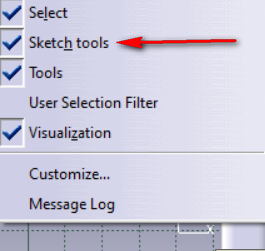 Select
Sketch tools
Tools
User Selection Filter
Visualization
Customize...
Message Log